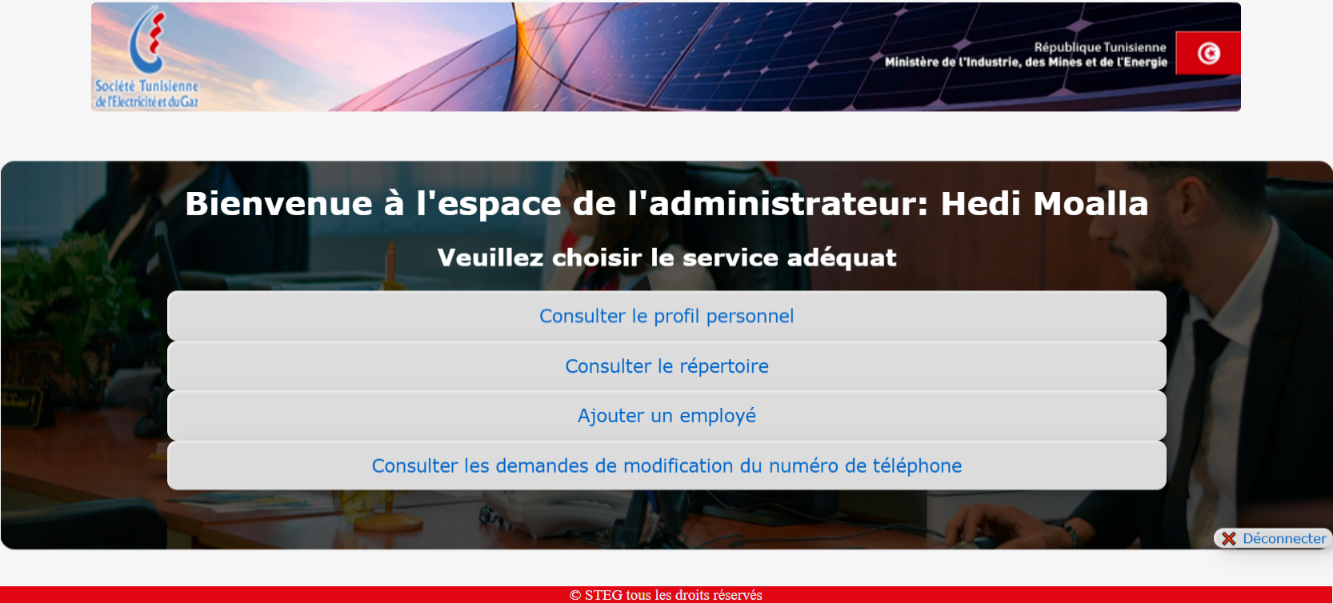 Société Tunisienne
de l'Electricité et du Gaz
République Tunisienne
Ministère de l'Industrie, des Mines et de l'Energie
Bienvenue à l'espace de l'administrateur: Hedi Moalla
Veuillez choisir le service adéquat
Consulter le profil personnel
Consulter le répertoire
Ajouter un employé
Consulter les demandes de modification du numéro de téléphone
Déconnecter
© STEG tous les droits réservés